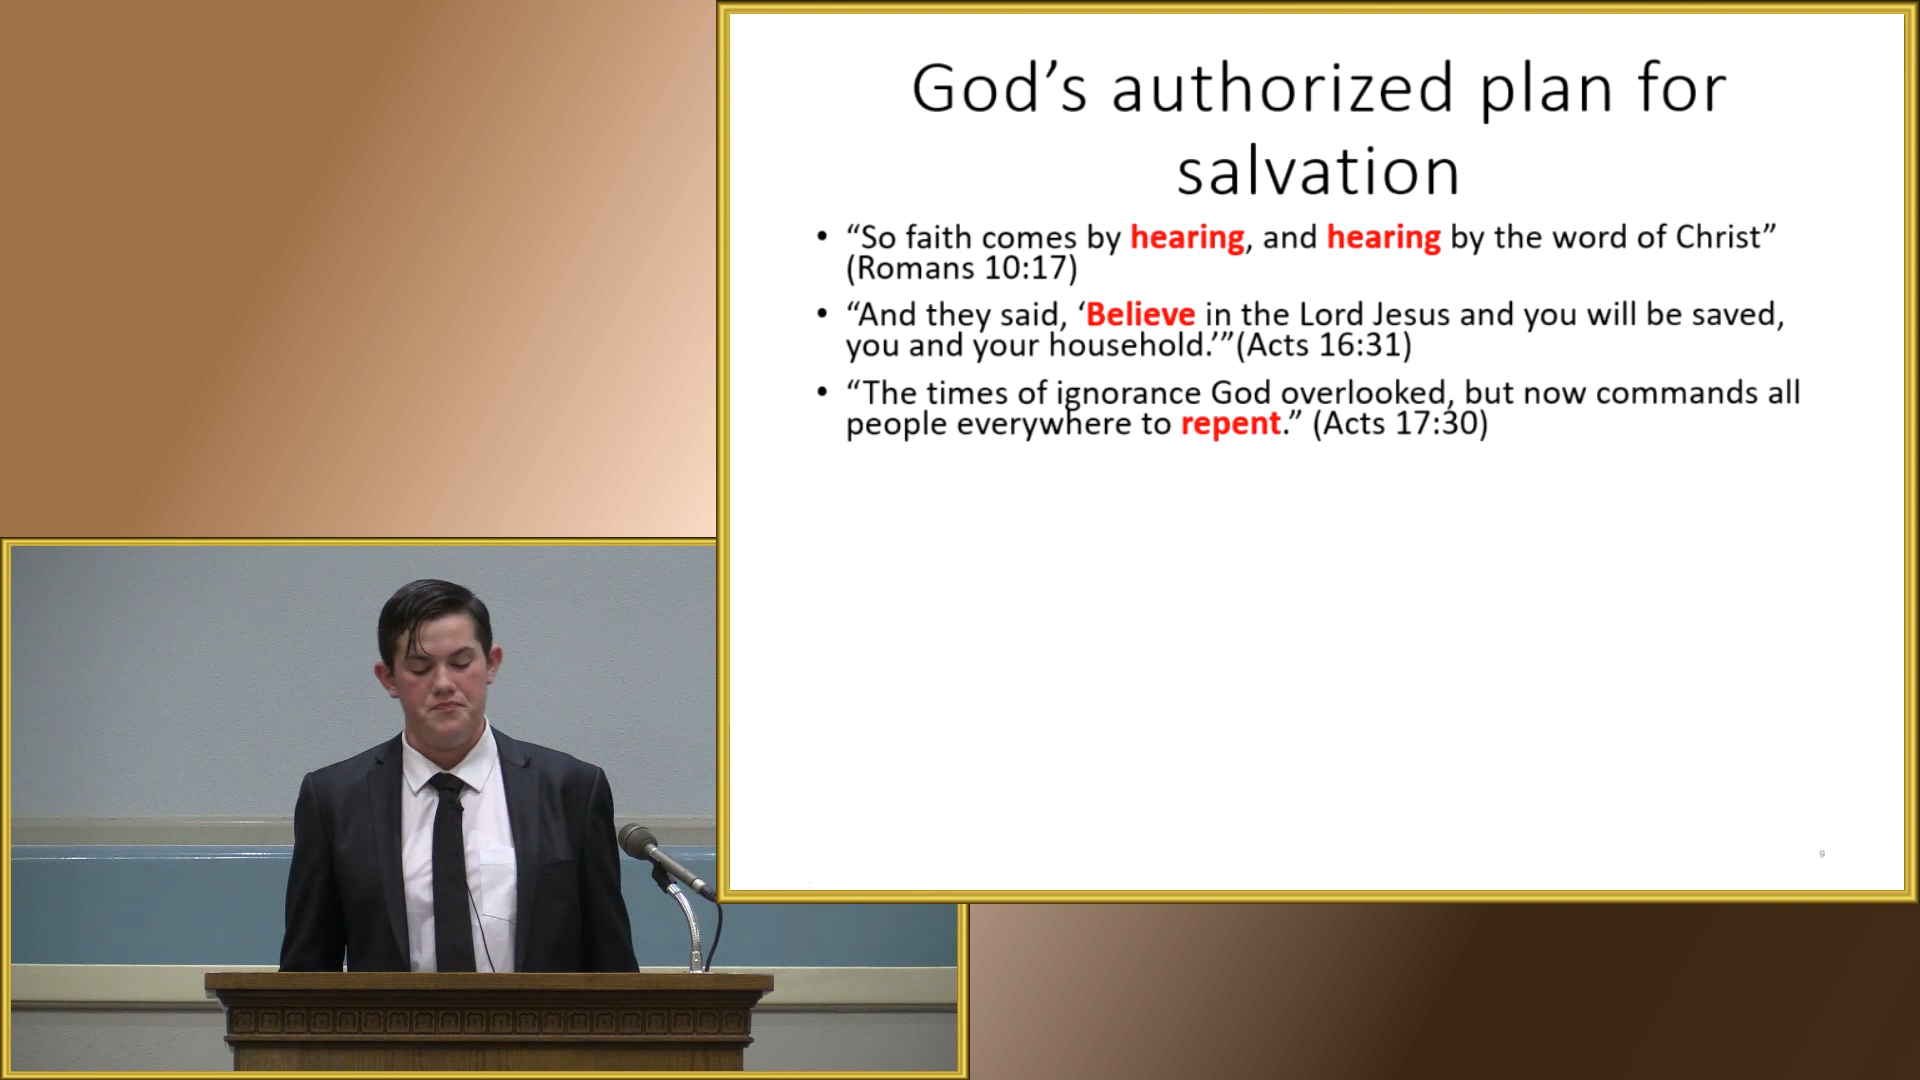 God’s authorized plan for
salvation
• “So faith comes by hearing, and hearing by the word of Christ”
(Romans 10:17)
• “And they said, ‘Believe in the Lord Jesus and you will be saved,
you and your household.’”(Acts 16:31)
• “The times of ignorance God overlooked, but now commands all
people everywhere to repent.” (Acts 17:30)
9